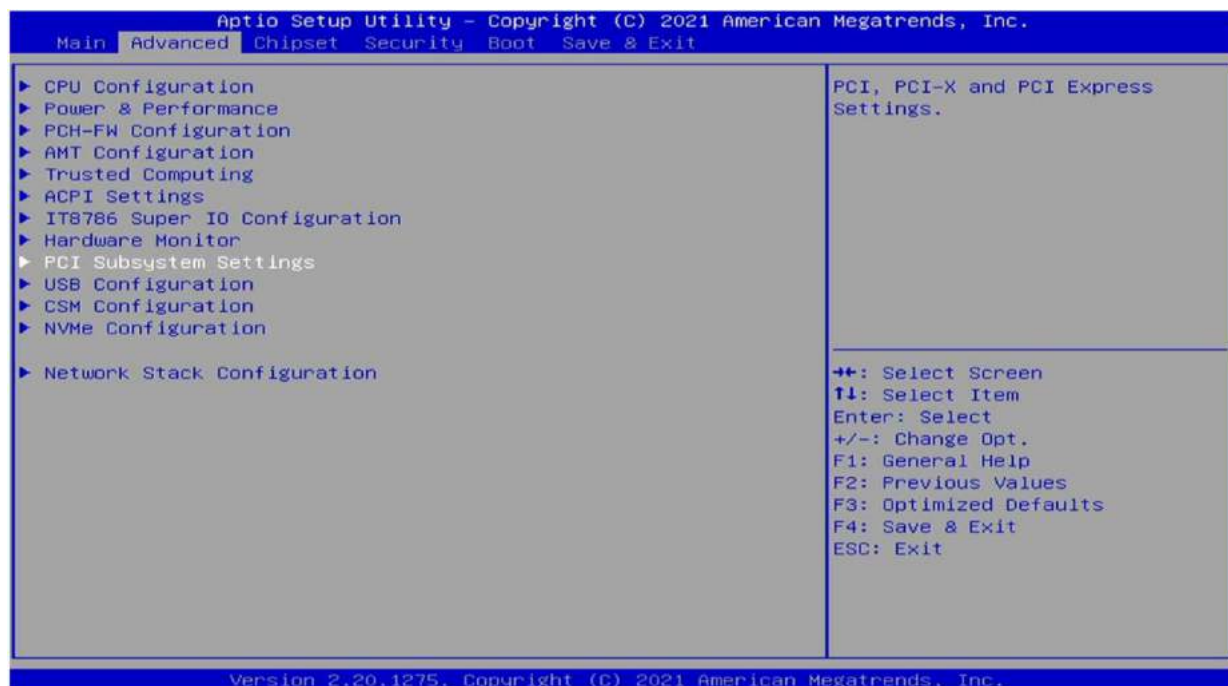 Aptio Setup Utility – Copyright (C) 2021 American Megatrends, Inc.
Main Advanced Chipset Security Boot Save & Exit
► CPU Configuration
► Power & Performance
► PCH-FW Configuration
► AMT Configuration
► Trusted Computing
► ACPI Settings
► IT8786 Super IO Configuration
► Hardware Monitor
► PCI Subsystem Settings
► USB Configuration
► CSM Configuration
► NVMe Configuration
► Network Stack Configuration
PCI, PCI-X and PCI Express
Settings.
→←: Select Screen
↑↓: Select Item
Enter: Select
+/-: Change Opt.
F1: General Help
F2: Previous Values
F3: Optimized Defaults
F4: Save & Exit
ESC: Exit
Version 2.20.1275. Copyright (C) 2021 American Megatrends, Inc.